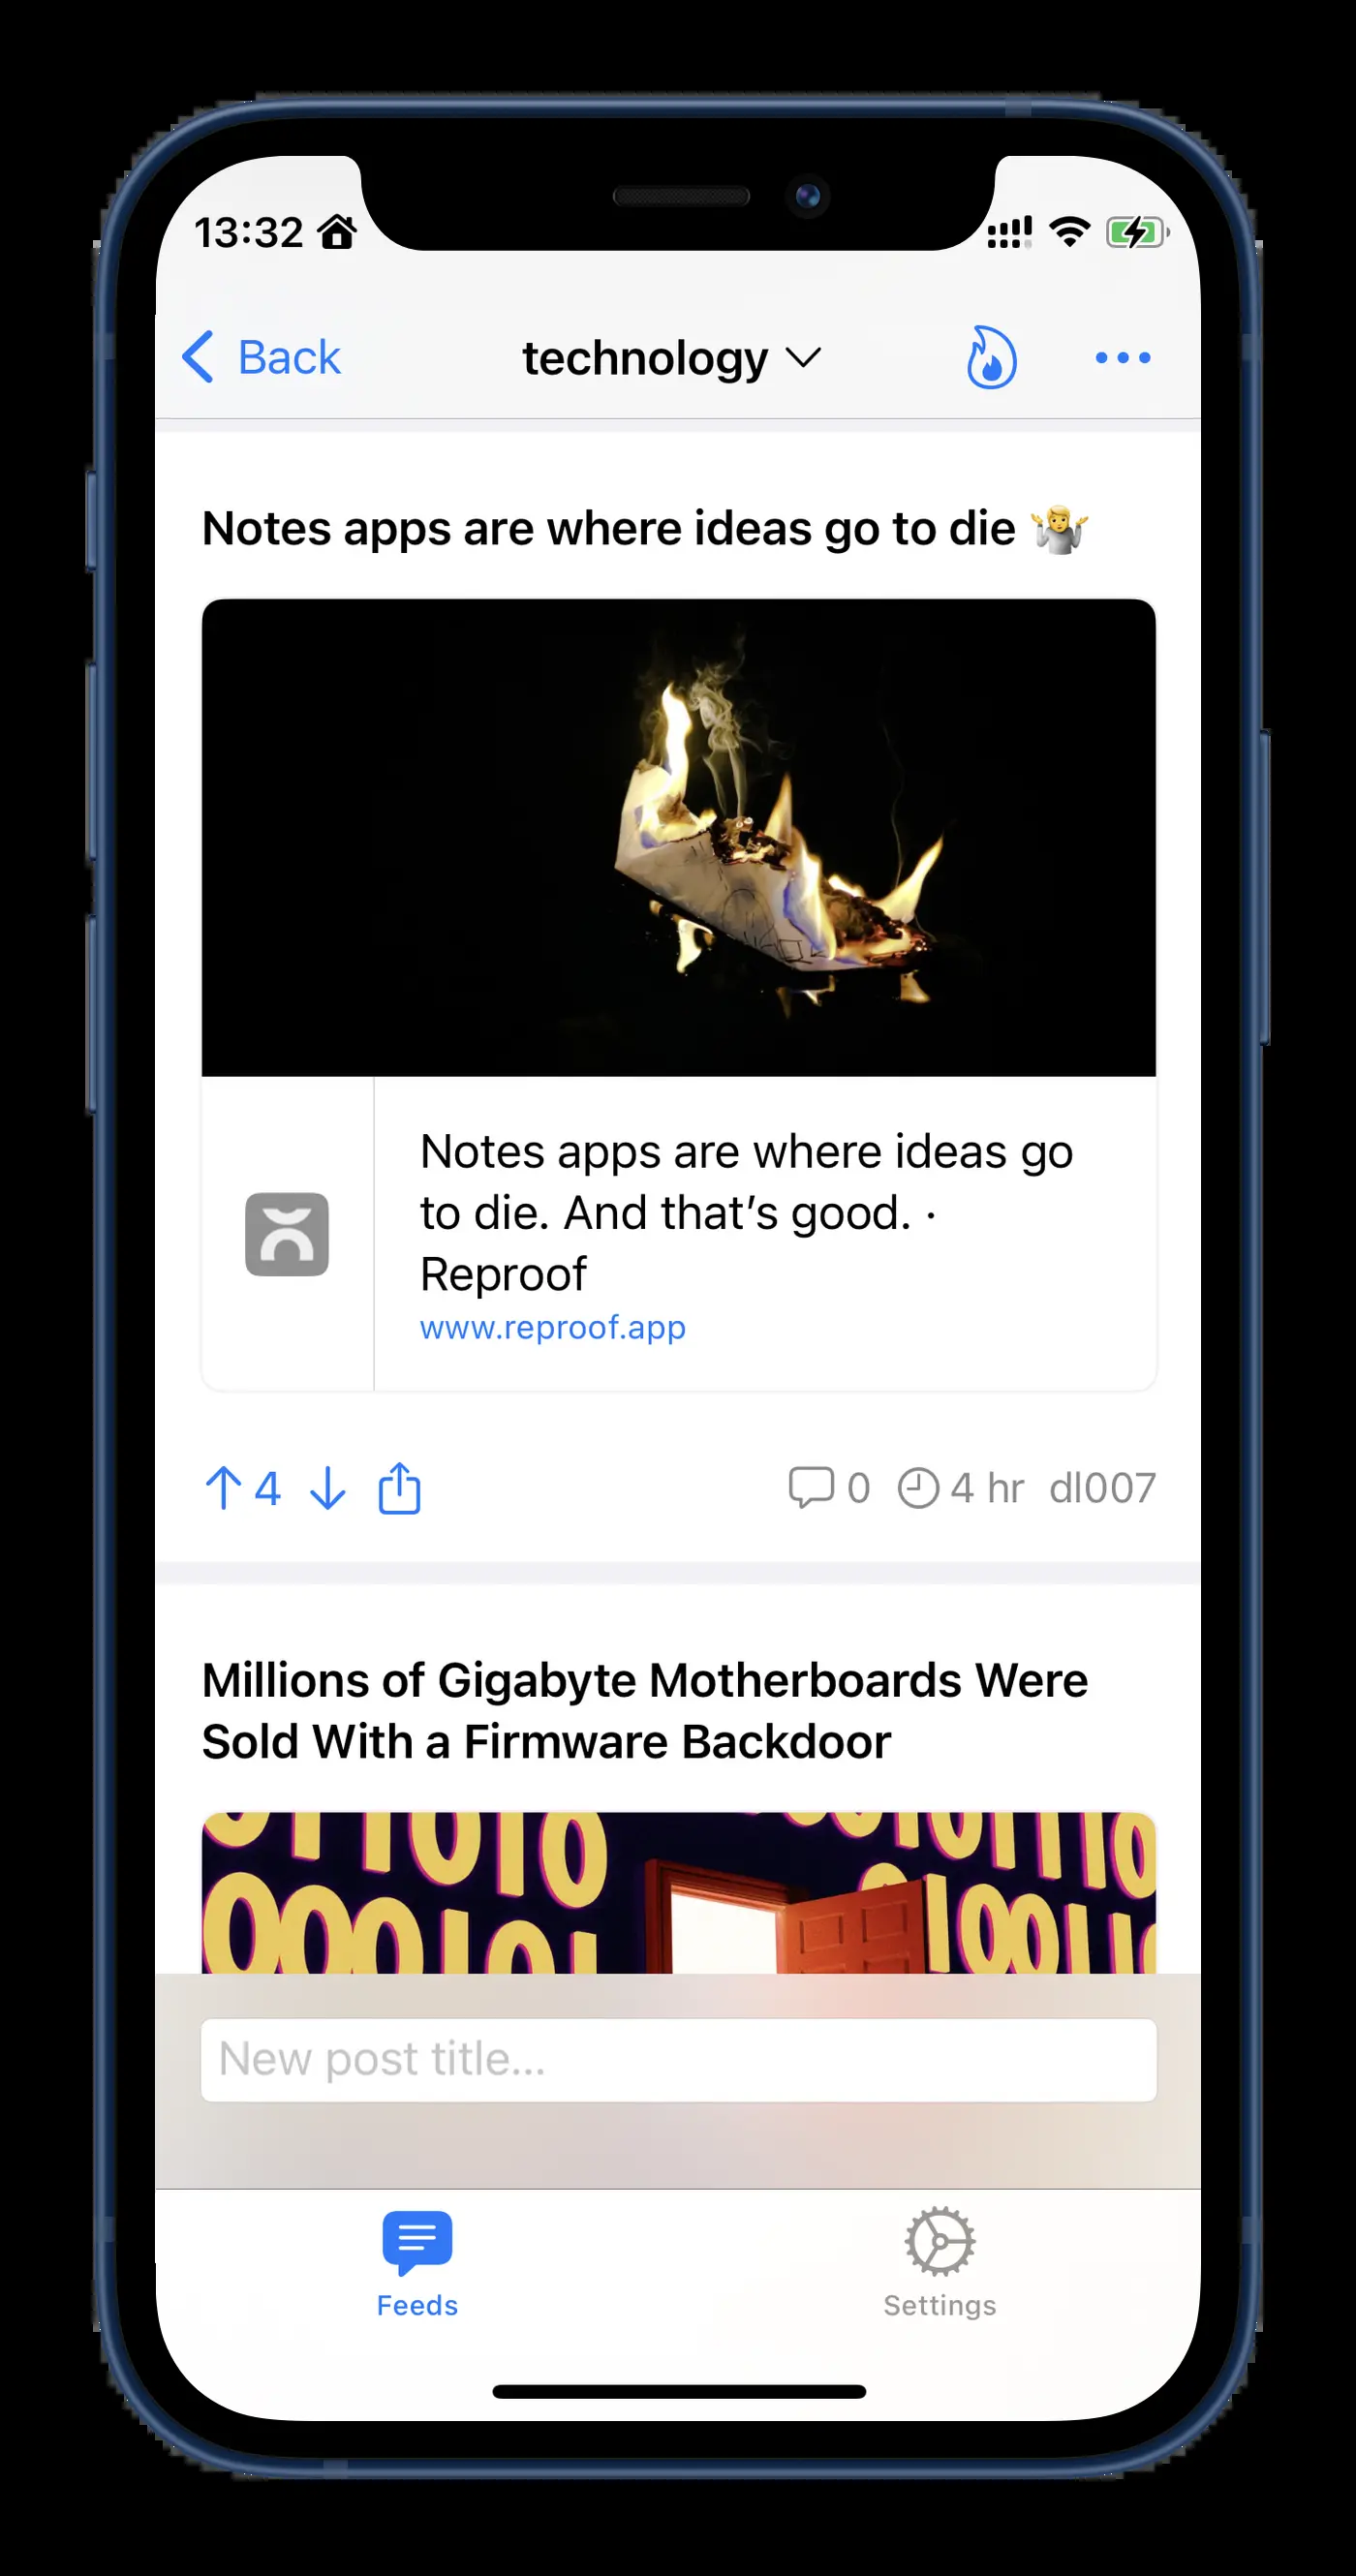 13:32
Back
technology
Notes apps are where ideas go to die 🤷
Notes apps are where ideas go
to die. And that’s good. ·
Reproof
www.reproof.app
4
0 4 hr dl007
Millions of Gigabyte Motherboards Were
Sold With a Firmware Backdoor
New post title...
Feeds
Settings